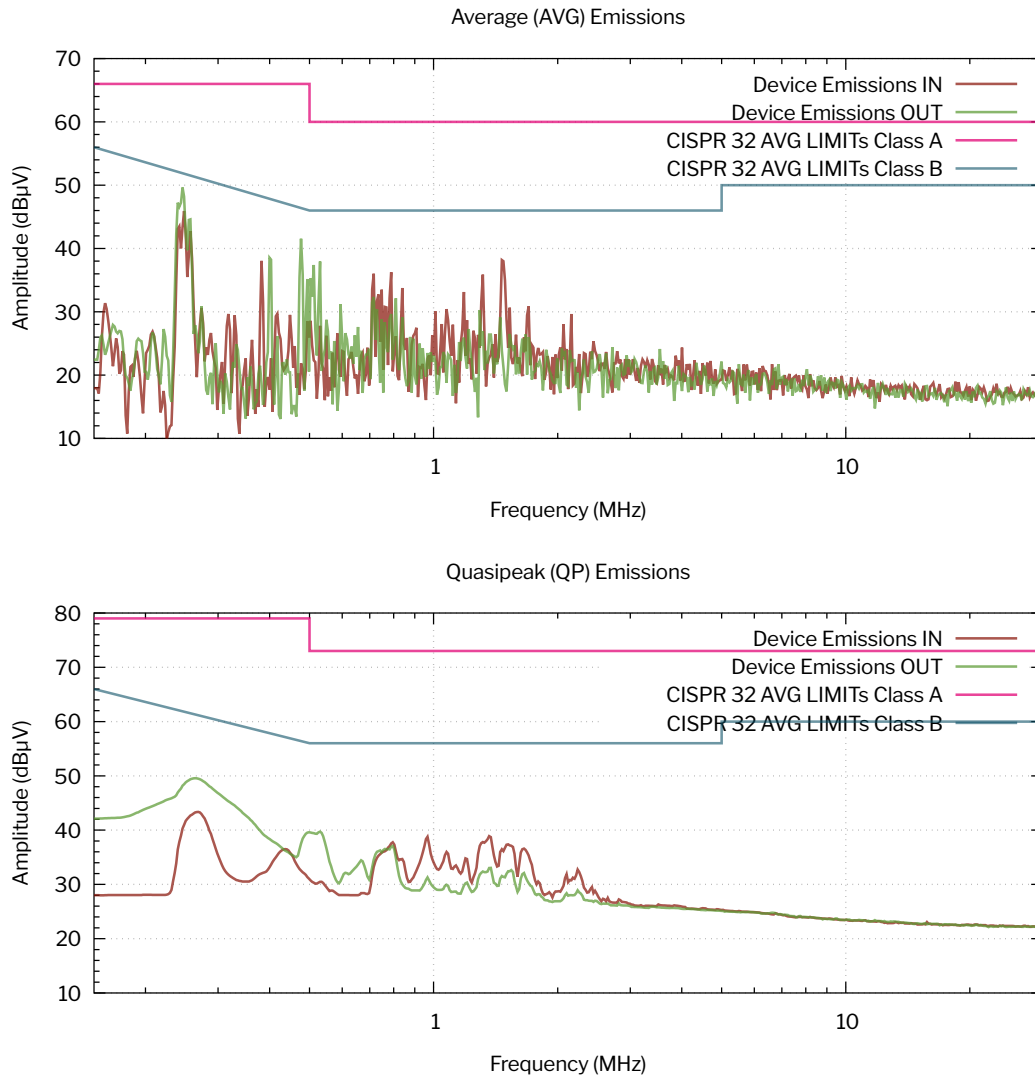 Average (AVG) Emissions
70
60
50
40
30
20
10
Amplitude (dBµV)
Device Emissions IN
Device Emissions OUT
CISPR 32 AVG LIMITs Class A
CISPR 32 AVG LIMITs Class B
1
10
Frequency (MHz)
Quasipeak (QP) Emissions
80
70
60
50
40
30
20
10
Amplitude (dBµV)
Device Emissions IN
Device Emissions OUT
CISPR 32 AVG LIMITs Class A
CISPR 32 AVG LIMITs Class B
1
10
Frequency (MHz)